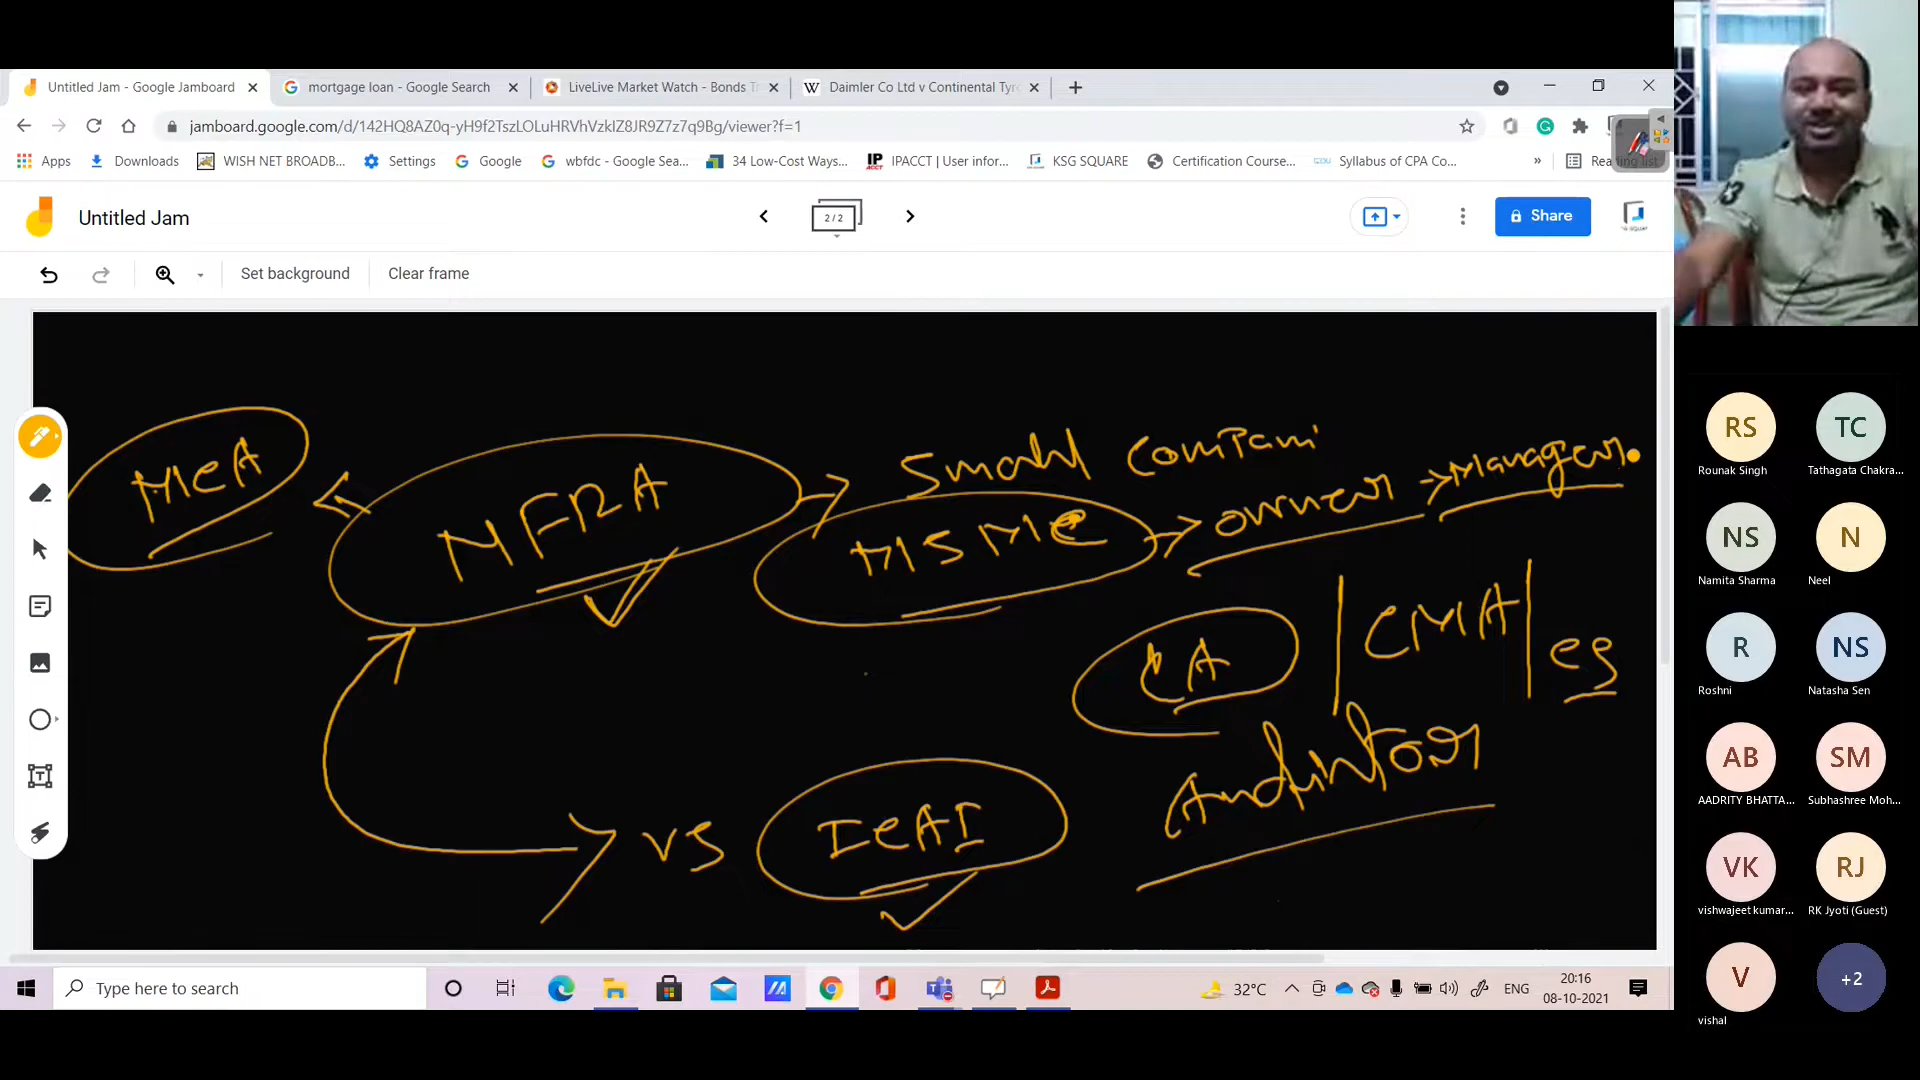 Untitled Jam - Google Jamboard
mortgage loan - Google Search
LiveLive Market Watch - Bonds T
Daimler Co Ltd v Continental Tyr
jamboard.google.com/d/142HQ8AZ0q-yH9f2TszLOLuHRVhVzkIZ8JR9Z7z7q9Bg/viewer?f=1
Apps Downloads WISH NET BROADB... Settings Google wbfdc - Google Sea... 34 Low-Cost Ways... IPACCT | User infor... KSG SQUARE Certification Course... Syllabus of CPA Co... » Reading list
Untitled Jam
2 / 2
Share
Set background Clear frame
MCA
NFRA
Small
MSME
owner
Manager
CA | CMA |
Auditor
VS ICAI
RS TC
Rounak Singh Tathagata Chakra...
NS N
Namita Sharma Neel
R NS
Roshni Natasha Sen
AB SM
AADRITY BHATTA... Subhashree Moh...
VK RJ
vishwajeet kumar... RK Jyoti (Guest)
V +2
vishal
Type here to search
32°C
ENG
20:16
08-10-2021